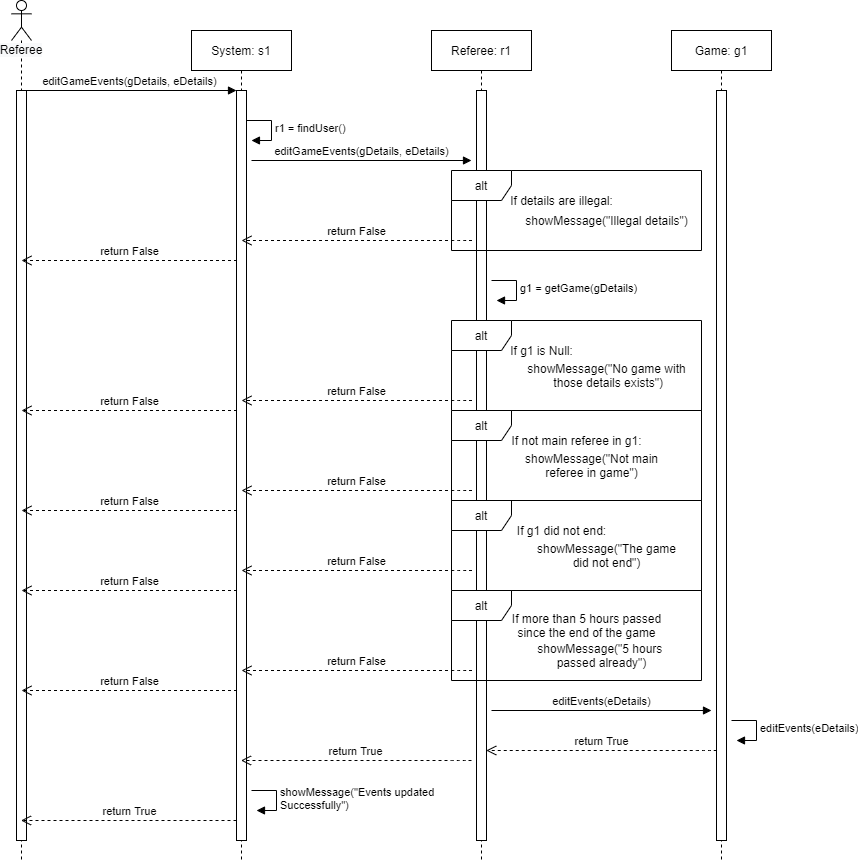 Referee
System: s1
Referee: r1
Game: g1
editGameEvents(gDetails, eDetails)
r1 = findUser()
editGameEvents(gDetails, eDetails)
alt
If details are illegal:
showMessage("Illegal details")
return False
return False
g1 = getGame(gDetails)
alt
If g1 is Null:
showMessage("No game with
those details exists")
return False
return False
alt
If not main referee in g1:
showMessage("Not main
referee in game")
return False
return False
alt
If g1 did not end:
showMessage("The game
did not end")
return False
return False
alt
If more than 5 hours passed
since the end of the game
showMessage("5 hours
passed already")
return False
return False
editEvents(eDetails)
editEvents(eDetails)
return True
return True
showMessage("Events updated
Successfully")
return True